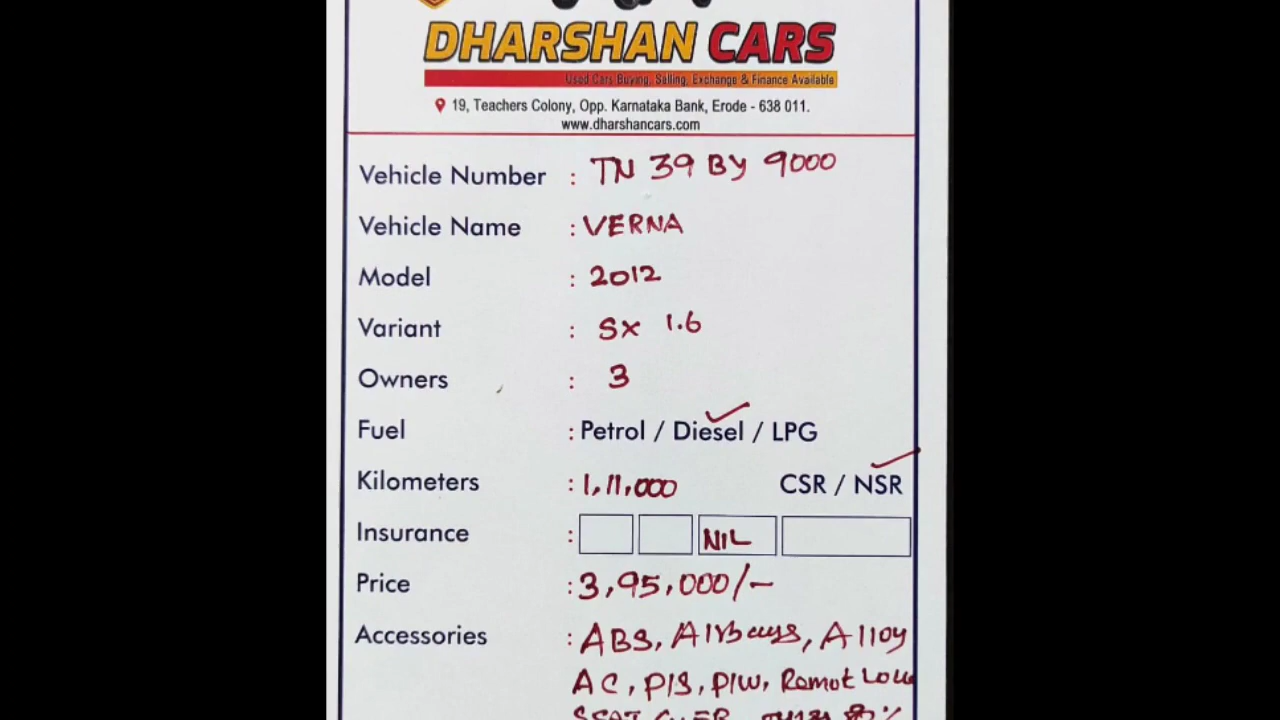 DHARSHAN CARS
Used Cars Buying, Selling, Exchange & Finance Available
19, Teachers Colony, Opp. Karnataka Bank, Erode - 638 011.
www.dharshancars.com
Vehicle Number : TN 39 BY 9000
Vehicle Name : VERNA
Model : 2012
Variant : SX 1.6
Owners : 3
Fuel : Petrol / Diesel / LPG
Kilometers : 1,11,000 CSR / NSR
Insurance : NIL
Price : 3,95,000/-
Accessories : ABS, AIrBags, Alloy
AC, P/S, P/W, Remot Lock
SEAT COVER